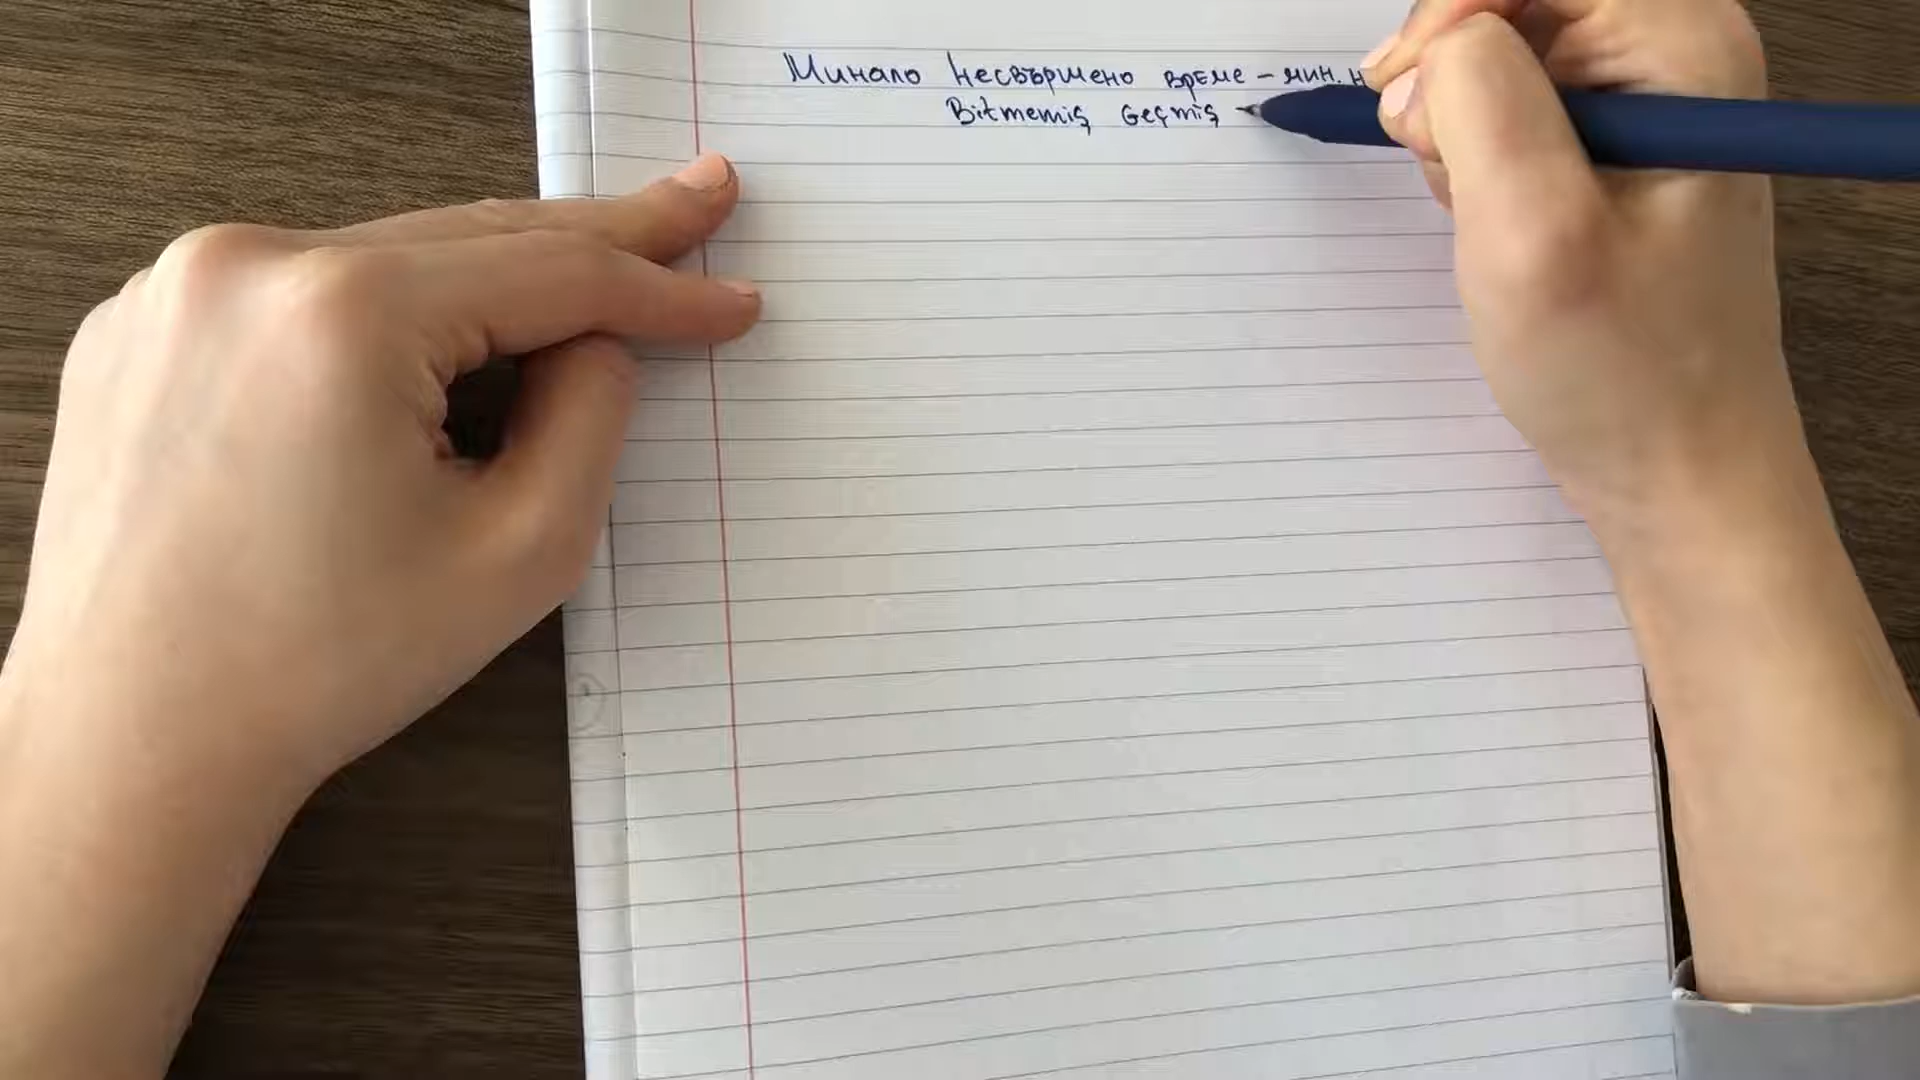 Минало несвършено време – мин. н
Bitmemiş Geçmiş